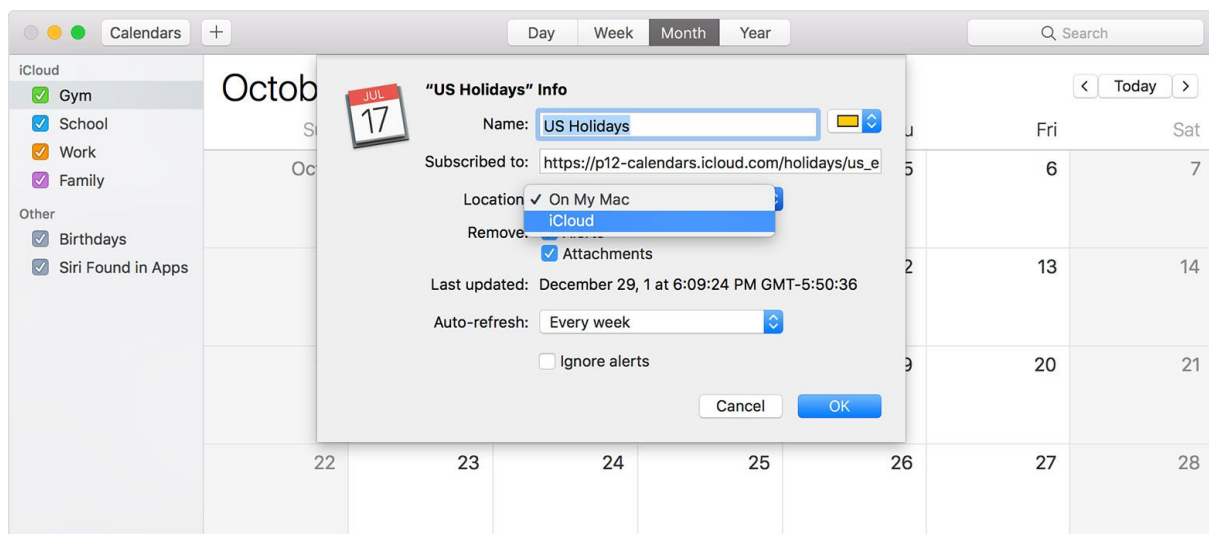 Calendars
+
Day Week Month Year
Search
iCloud
Gym
School
Work
Family
Other
Birthdays
Siri Found in Apps
Octob
< Today >
Fri Sat
6 7
13 14
20 21
22 23 24 25 26 27 28
JUL
17
“US Holidays” Info
Name: US Holidays
Subscribed to: https://p12-calendars.icloud.com/holidays/us_e
Location ✓ On My Mac
iCloud
Remove:
Attachments
Last updated: December 29, 1 at 6:09:24 PM GMT-5:50:36
Auto-refresh: Every week
Ignore alerts
Cancel OK